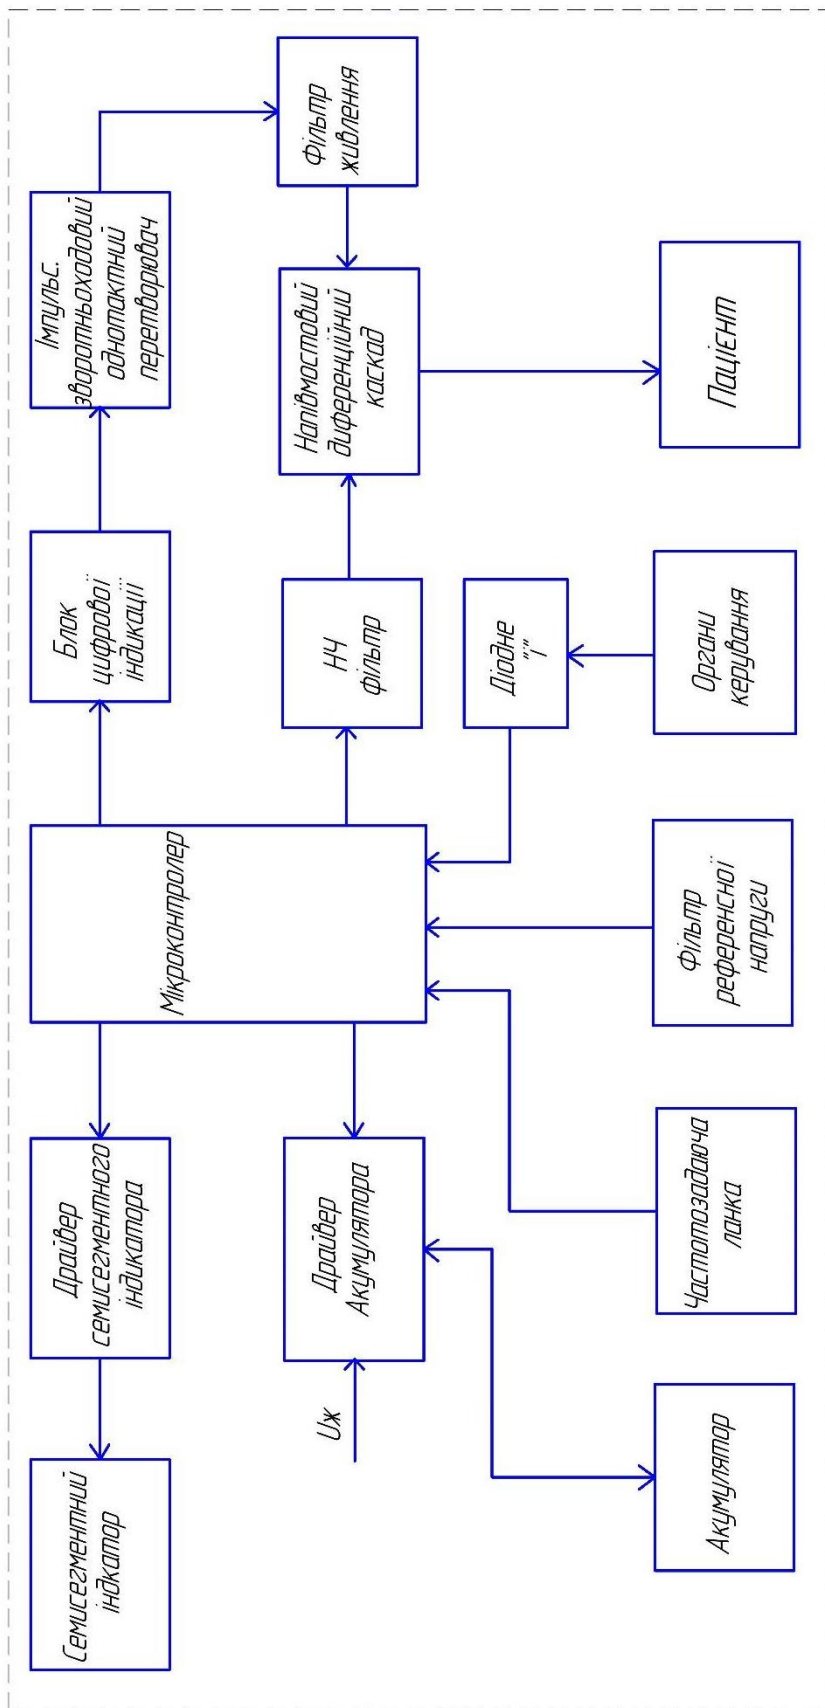 Семисегментний
індкатор
Драйвер
семисегментного
індикатора
Мікроконтролер
Блок
цифрової
індикації
Імпульс.
зворотньоходовий
однотактний
перетворювач
Uж
Драйвер
Акумулятора
НЧ
фільтр
Напівмостовий
диференційний
каскад
Фільтр
живлення
Діодне
"і"
Акумулятор
Частотозадаюча
ланка
Фільтр
референсної
напруги
Органи
керування
Пацієнт